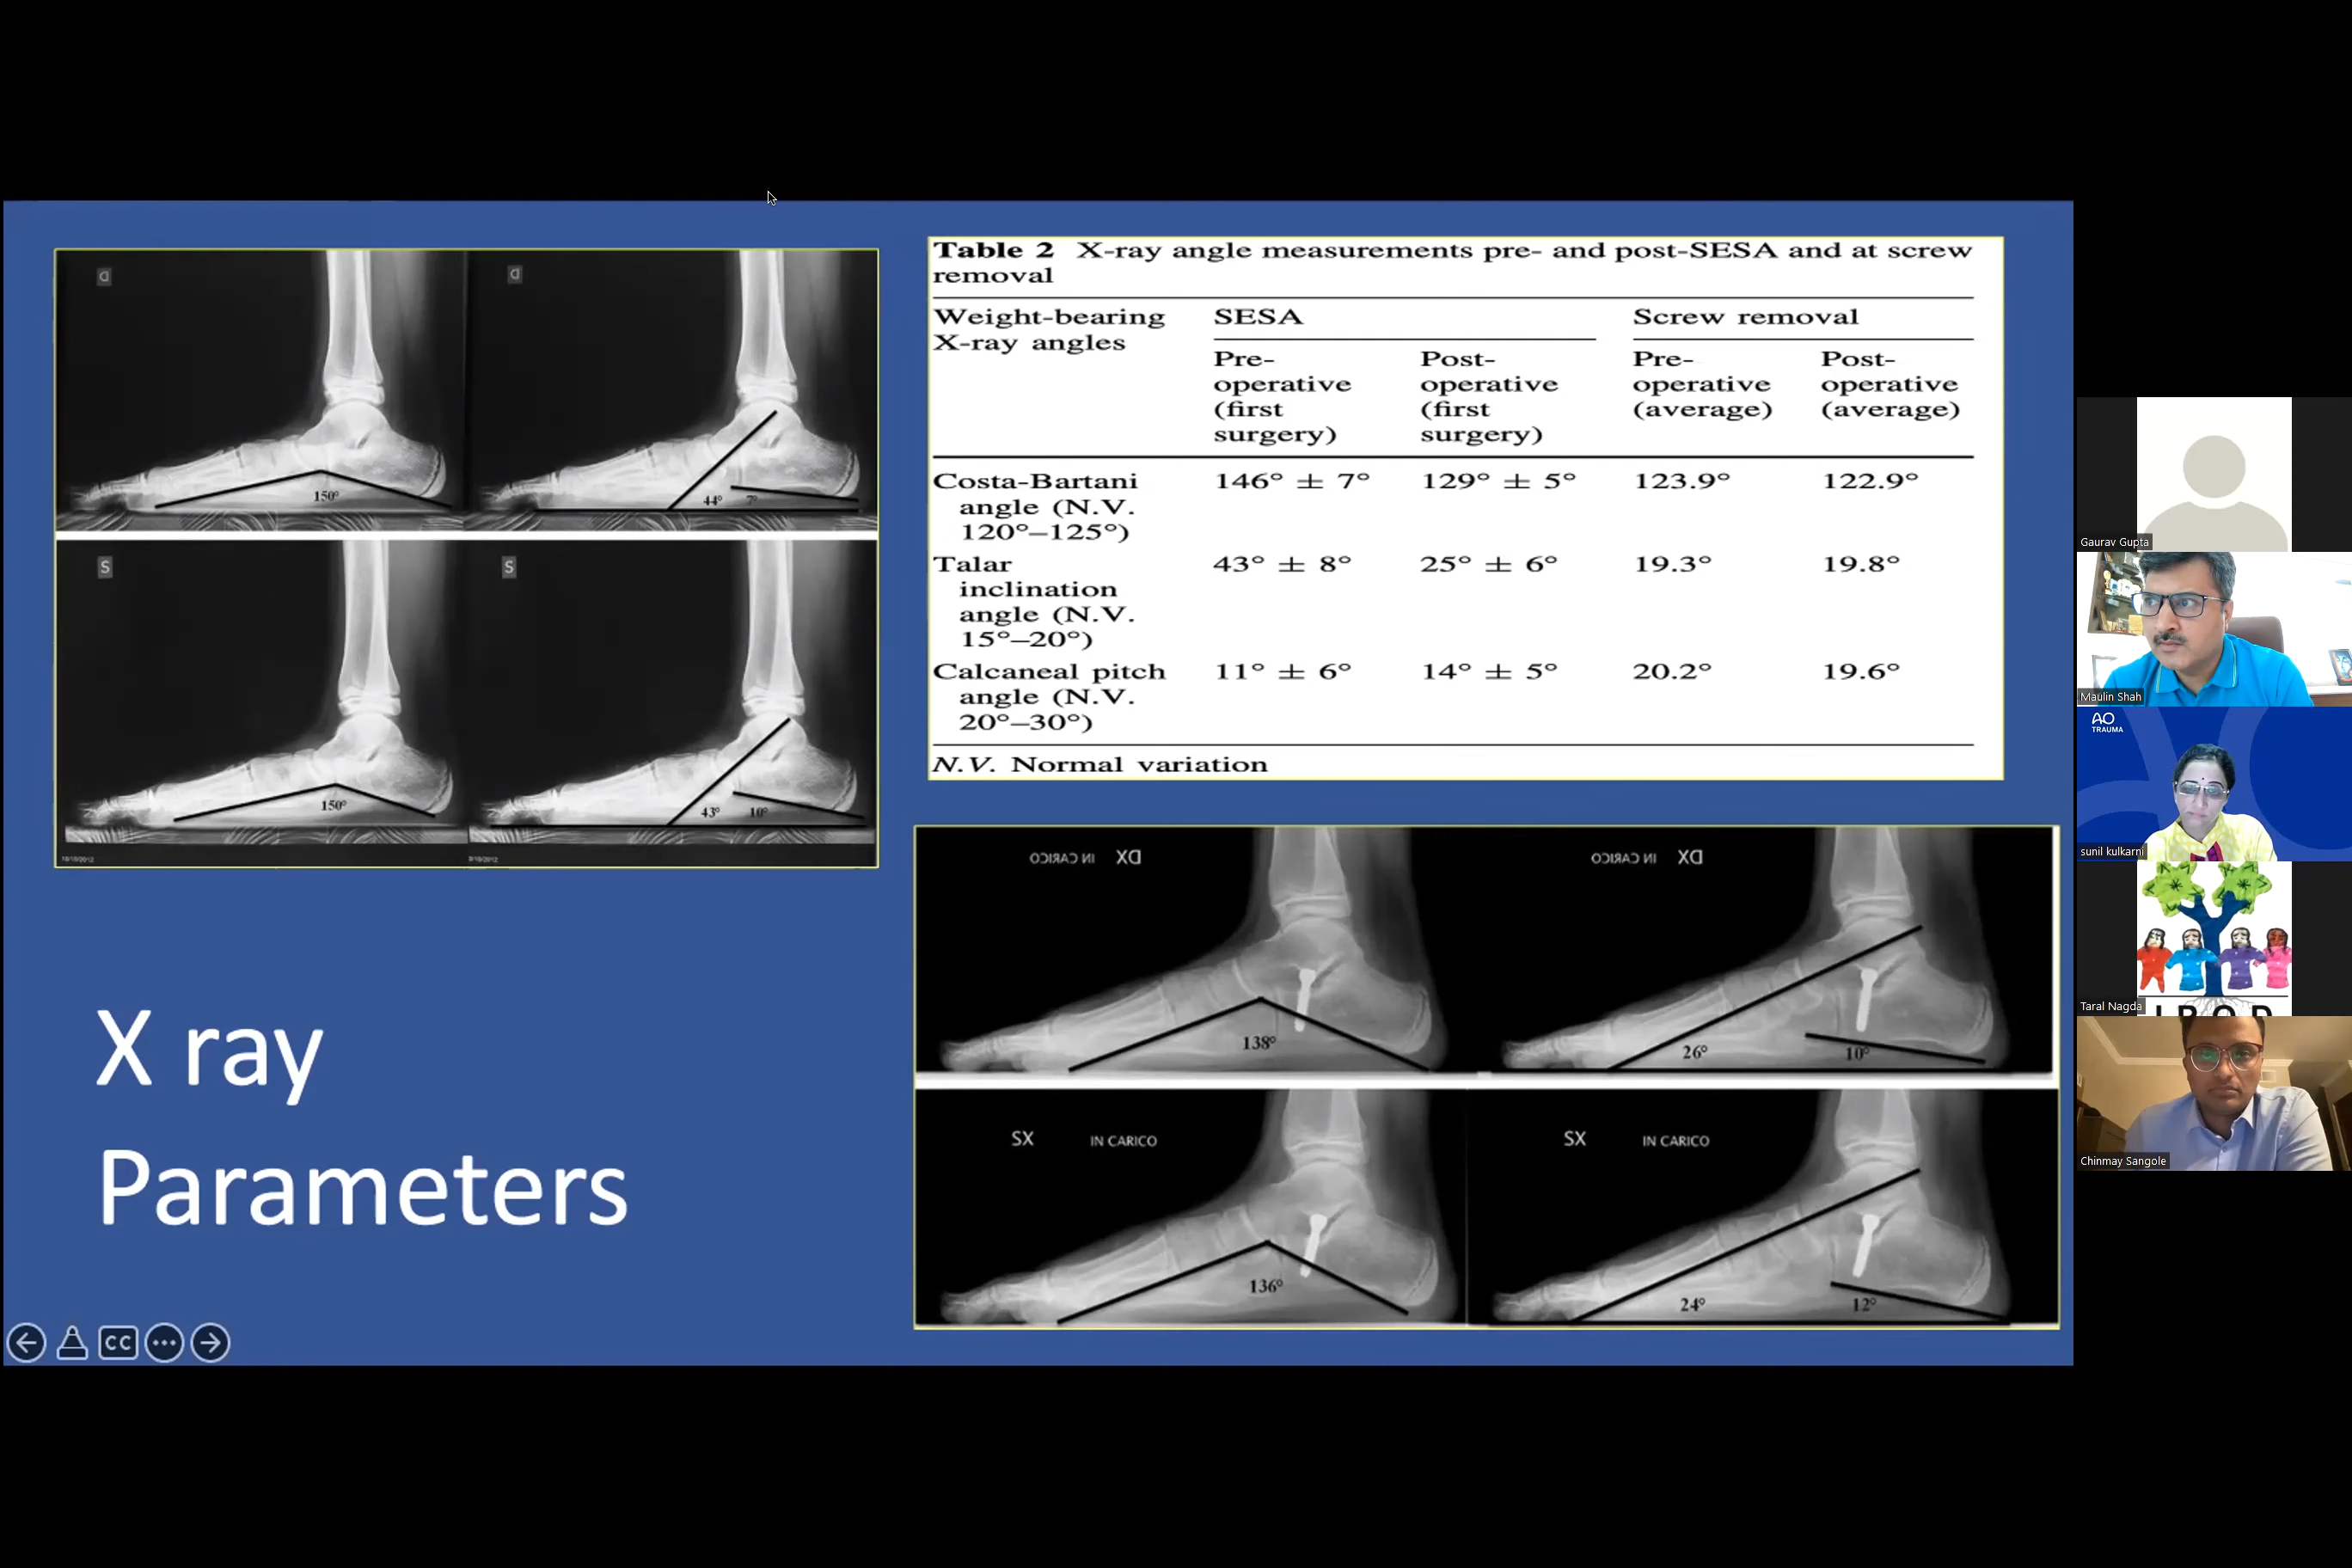 D
D
150°
44°
7°
S
S
150°
43°
10°
Table 2 X-ray angle measurements pre- and post-SESA and at screw
removal
Weight-bearing
X-ray angles
SESA
Screw removal
Pre-
operative
(first
surgery)
Post-
operative
(first
surgery)
Pre-
operative
(average)
Post-
operative
(average)
Costa-Bartani
angle (N.V.
120°–125°)
146° ± 7°
129° ± 5°
123.9°
122.9°
Talar
inclination
angle (N.V.
15°–20°)
43° ± 8°
25° ± 6°
19.3°
19.8°
Calcaneal pitch
angle (N.V.
20°–30°)
11° ± 6°
14° ± 5°
20.2°
19.6°
N.V. Normal variation
IN CARICO DX
IN CARICO DX
138°
26°
10°
SX IN CARICO
SX IN CARICO
136°
24°
12°
X ray
Parameters
CC
Gaurav Gupta
Maulin Shah
AO
TRAUMA
sunil kulkarni
Taral Nagda
Chinmay Sangole